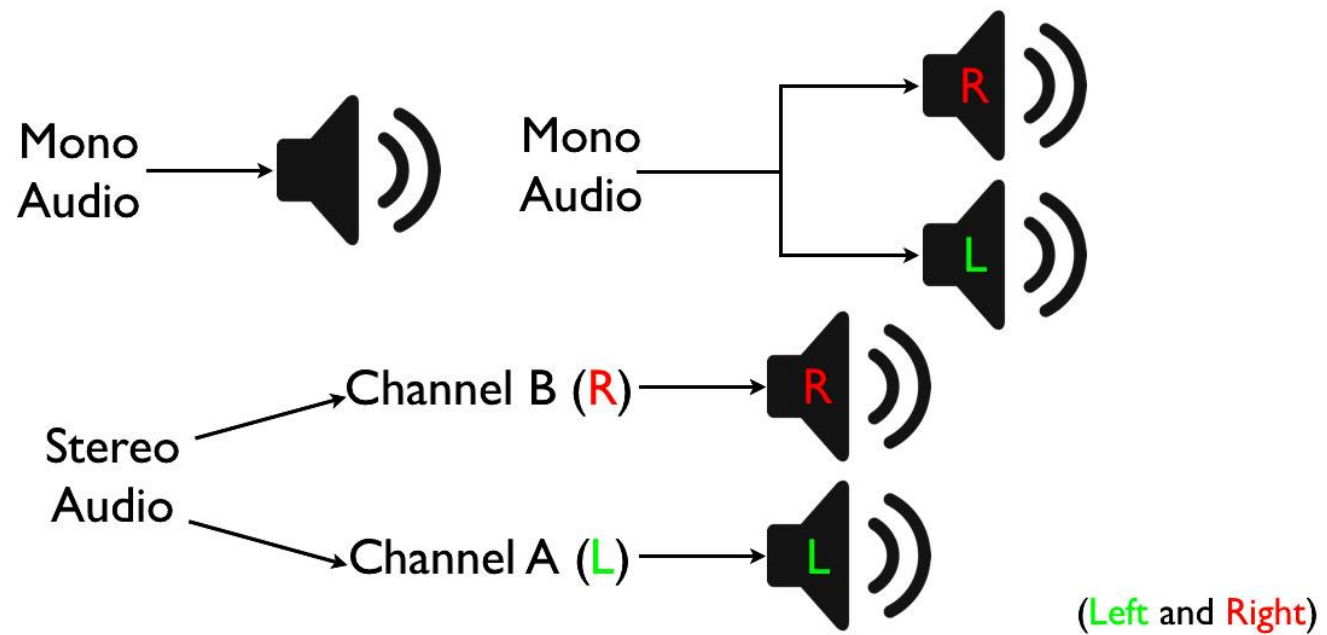 Mono
Audio
Mono
Audio
R
L
Stereo
Audio
Channel B (R)
R
Channel A (L)
L
(Left and Right)